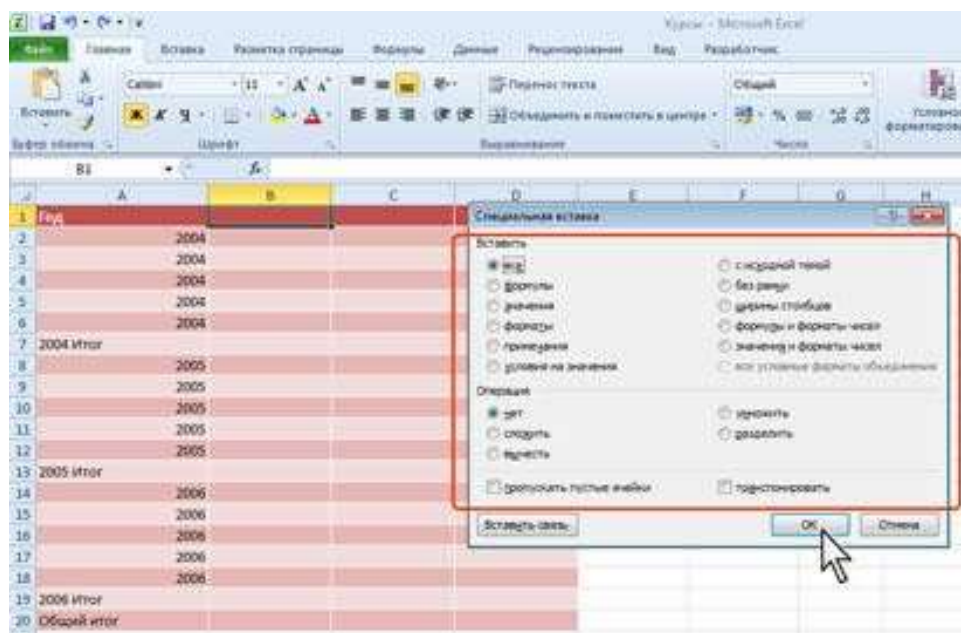 Курсы - Microsoft Excel
Файл Главная Вставка Разметка страницы Формулы Данные Рецензирование Вид Разработчик
Calibri 11 Перенос текста Общий
Вставить Ж К Ч Объединить и поместить в центре % 000
Буфер обмена Шрифт Выравнивание Число
B1 fx
A B C D E F G H
1 Год
2 2004
3 2004
4 2004
5 2004
6 2004
7 2004 Итог
8 2005
9 2005
10 2005
11 2005
12 2005
13 2005 Итог
14 2006
15 2006
16 2006
17 2006
18 2006
19 2006 Итог
20 Общий итог
Специальная вставка
Вставить
все с исходной темой
формулы без рамки
значения ширины столбцов
форматы формулы и форматы чисел
примечания значения и форматы чисел
условия на значения все условные форматы объединения
Операция
нет умножить
сложить разделить
вычесть
пропускать пустые ячейки транспонировать
Вставить связь ОК Отмена